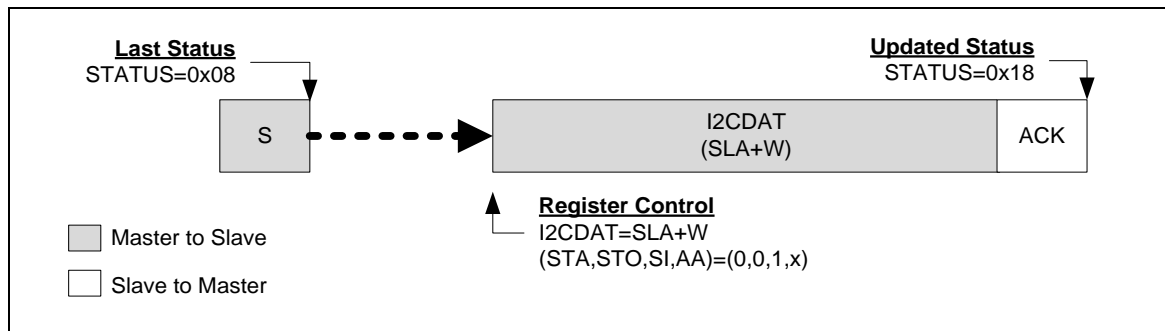 Last Status
STATUS=0x08
Updated Status
STATUS=0x18
S
I2CDAT
(SLA+W)
ACK
Register Control
I2CDAT=SLA+W
(STA,STO,SI,AA)=(0,0,1,x)
Master to Slave
Slave to Master